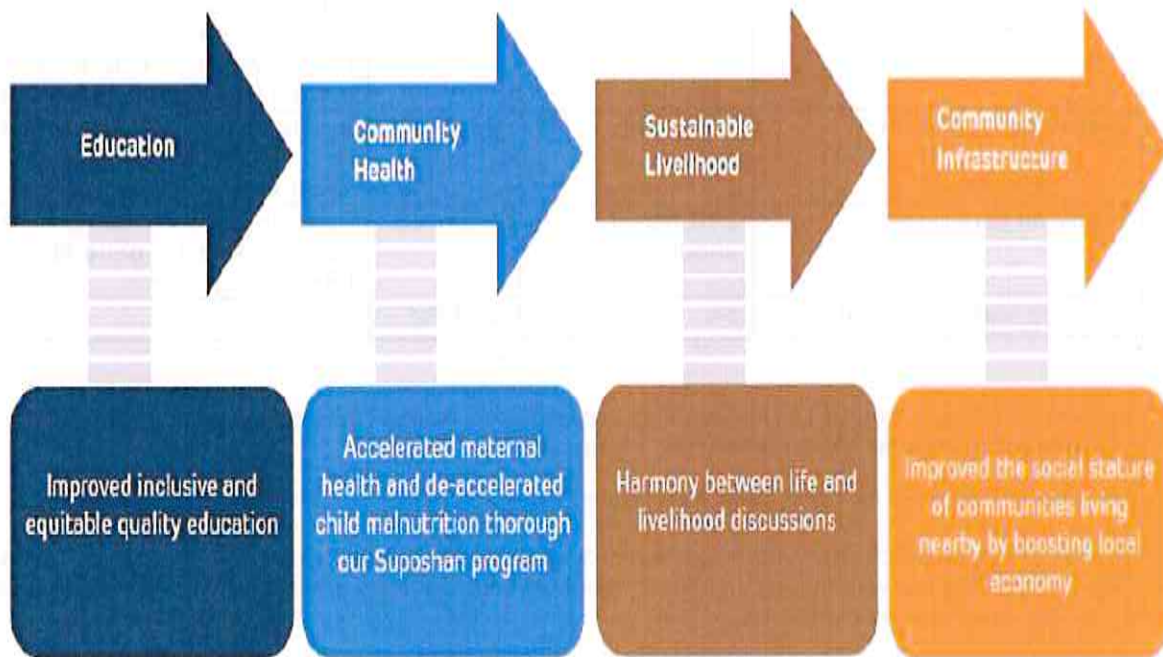 Education
Community
Health
Sustainable
Livelihood
Community
Infrastructure
Improved inclusive and
equitable quality education
Accelerated maternal
health and de-accelerated
child malnutrition thorough
our Suposhan program
Harmony between life and
livelihood discussions
Improved the social stature
of communities living
nearby by boosting local
economy